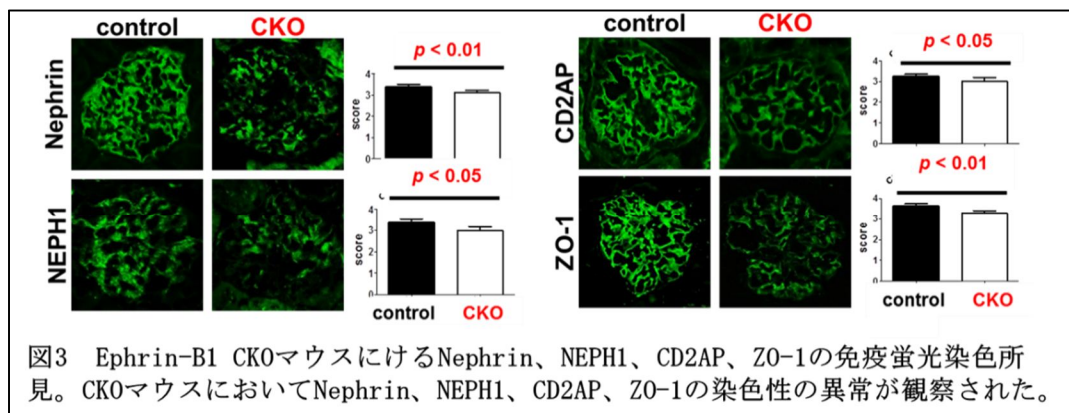 control CKO
Nephrin
p < 0.01
score
4
3
2
1
0
NEPH1
p < 0.05
score
4
3
2
1
0
control CKO
control CKO
CD2AP
p < 0.05
score
4
3
2
1
0
ZO-1
p < 0.01
score
4
3
2
1
0
control CKO
図3 Ephrin-B1 CKOマウスにけるNephrin、NEPH1、CD2AP、ZO-1の免疫蛍光染色所
見。CKOマウスにおいてNephrin、NEPH1、CD2AP、ZO-1の染色性の異常が観察された。